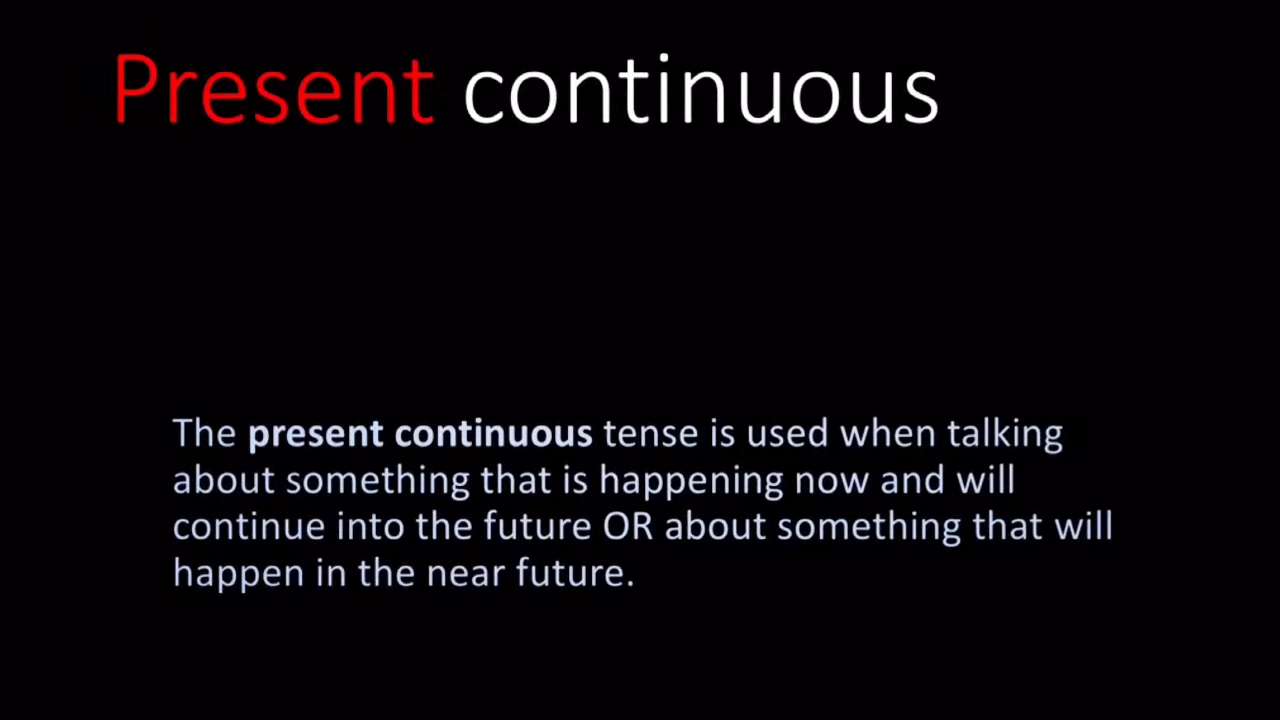 Present continuous
The present continuous tense is used when talking
about something that is happening now and will
continue into the future OR about something that will
happen in the near future.